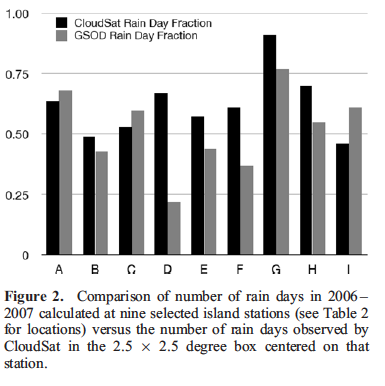 1.00
CloudSat Rain Day Fraction
GSOD Rain Day Fraction
0.75
0.50
0.25
0
A B C D E F G H I
Figure 2. Comparison of number of rain days in 2006–
2007 calculated at nine selected island stations (see Table 2
for locations) versus the number of rain days observed by
CloudSat in the 2.5 × 2.5 degree box centered on that
station.